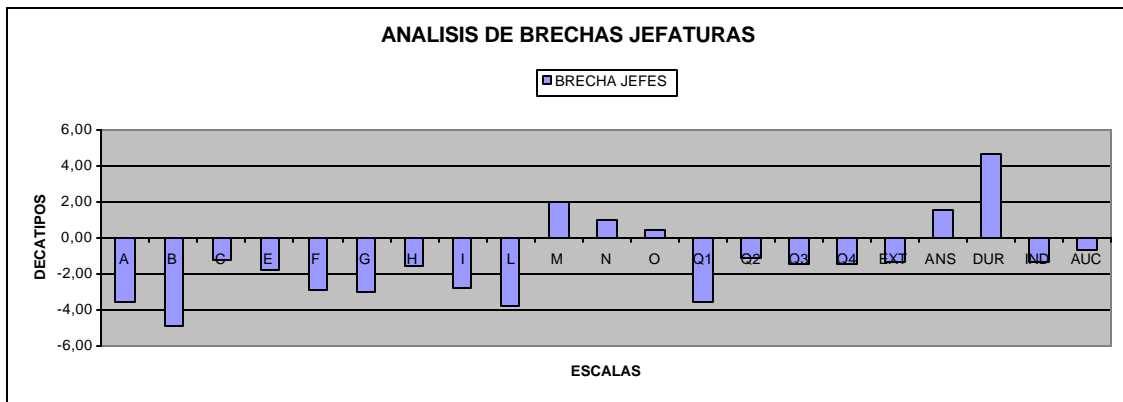 ANALISIS DE BRECHAS JEFATURAS
BRECHA JEFES
6,00
4,00
2,00
0,00
-2,00
-4,00
-6,00
DECATIPOS
A B C E F G H I L M N O Q1 Q2 Q3 Q4 EXT ANS DUR IND AUC
ESCALAS